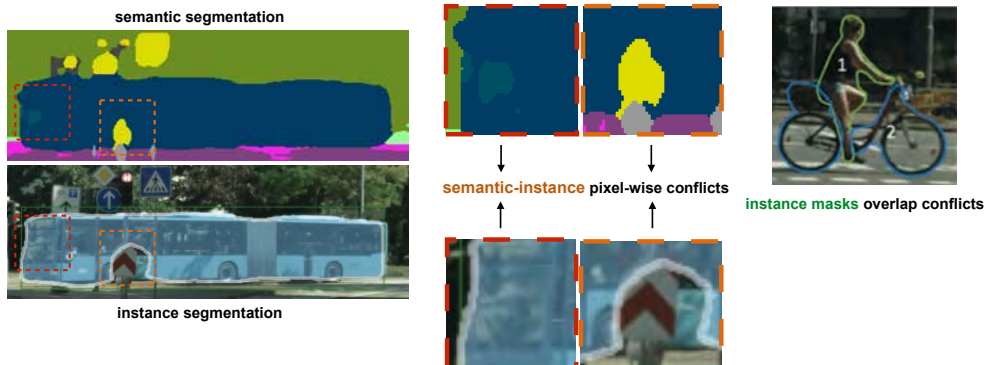 semantic segmentation
instance segmentation
semantic-instance pixel-wise conflicts
1
2
instance masks overlap conflicts